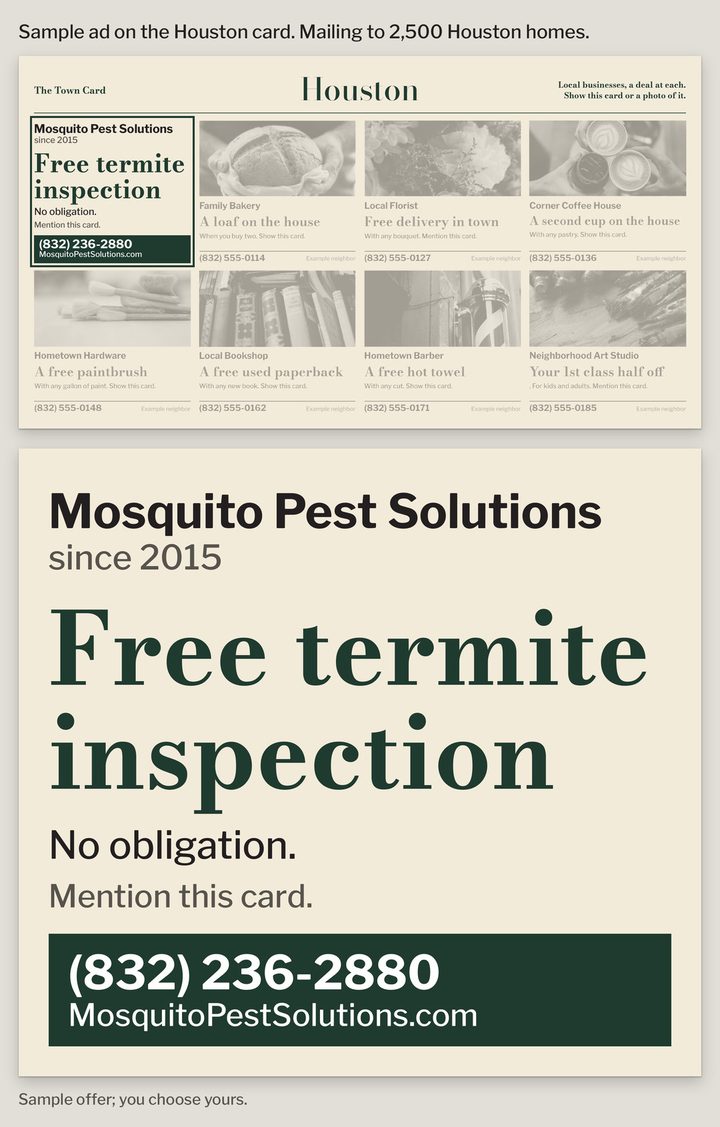 Sample ad on the Houston card. Mailing to 2,500 Houston homes.
The Town Card
Houston
Local businesses, a deal at each.
Show this card or a photo of it.
Mosquito Pest Solutions
since 2015
Free termite
inspection
No obligation.
Mention this card.
(832) 236-2880
MosquitoPestSolutions.com
Family Bakery
A loaf on the house
When you buy two. Show this card.
(832) 555-0114
Example neighbor
Local Florist
Free delivery in town
With any bouquet. Mention this card.
(832) 555-0127
Example neighbor
Corner Coffee House
A second cup on the house
With any pastry. Show this card.
(832) 555-0136
Example neighbor
Hometown Hardware
A free paintbrush
With any gallon of paint. Show this card.
(832) 555-0148
Example neighbor
Local Bookshop
A free used paperback
With any new book. Show this card.
(832) 555-0162
Example neighbor
Hometown Barber
A free hot towel
With any cut. Show this card.
(832) 555-0171
Example neighbor
Neighborhood Art Studio
Your 1st class half off
For kids and adults. Mention this card.
(832) 555-0185
Example neighbor
Mosquito Pest Solutions
since 2015
Free termite
inspection
No obligation.
Mention this card.
(832) 236-2880
MosquitoPestSolutions.com
Sample offer; you choose yours.